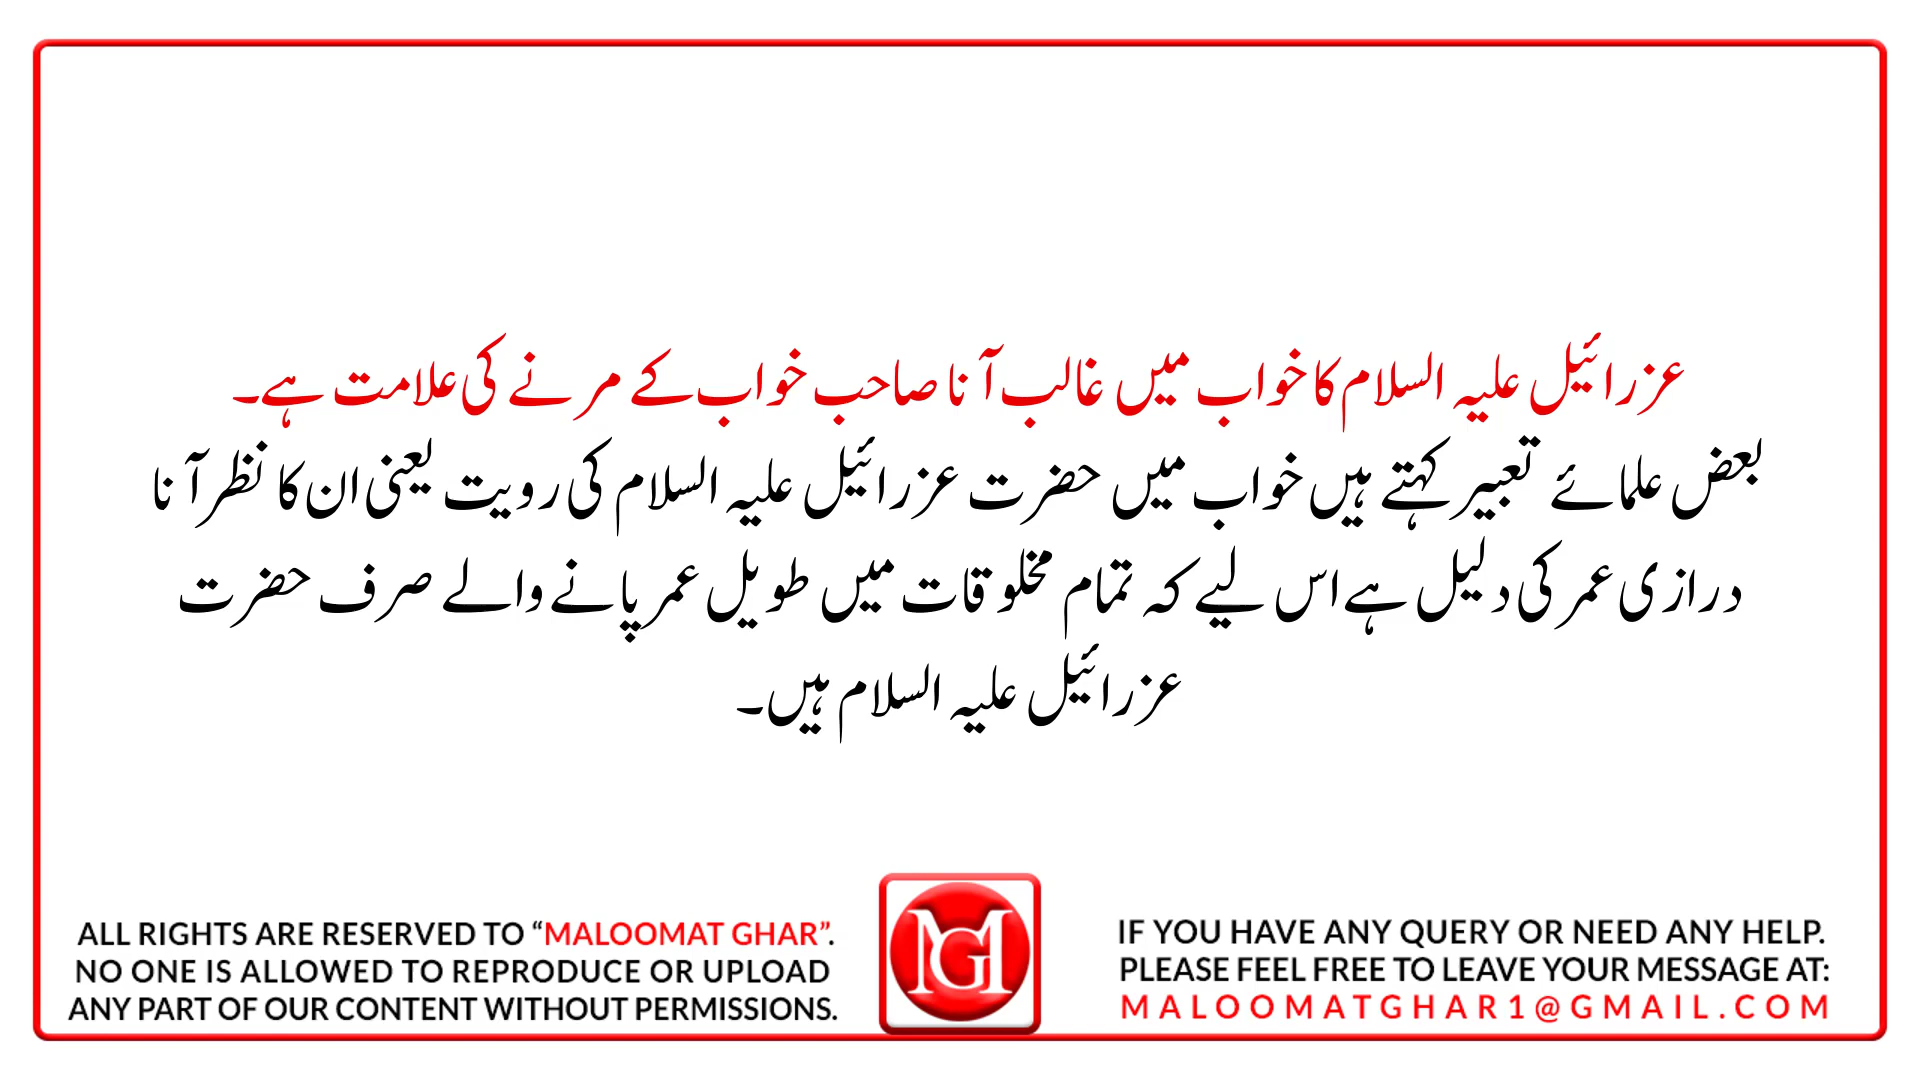 عزرائیل علیہ السلام کا خواب میں غالب آنا صاحب خواب کے مرنے کی علامت ہے۔
بعض علمائے تعبیر کہتے ہیں خواب میں حضرت عزرائیل علیہ السلام کی رویت یعنی ان کا نظر آنا
درازی عمر کی دلیل ہے اس لیے کہ تمام مخلوقات میں طویل عمر پانے والے صرف حضرت
عزرائیل علیہ السلام ہیں۔
ALL RIGHTS ARE RESERVED TO “MALOOMAT GHAR”.
NO ONE IS ALLOWED TO REPRODUCE OR UPLOAD
ANY PART OF OUR CONTENT WITHOUT PERMISSIONS.
MG
IF YOU HAVE ANY QUERY OR NEED ANY HELP.
PLEASE FEEL FREE TO LEAVE YOUR MESSAGE AT:
MALOOMATGHAR1@GMAIL.COM